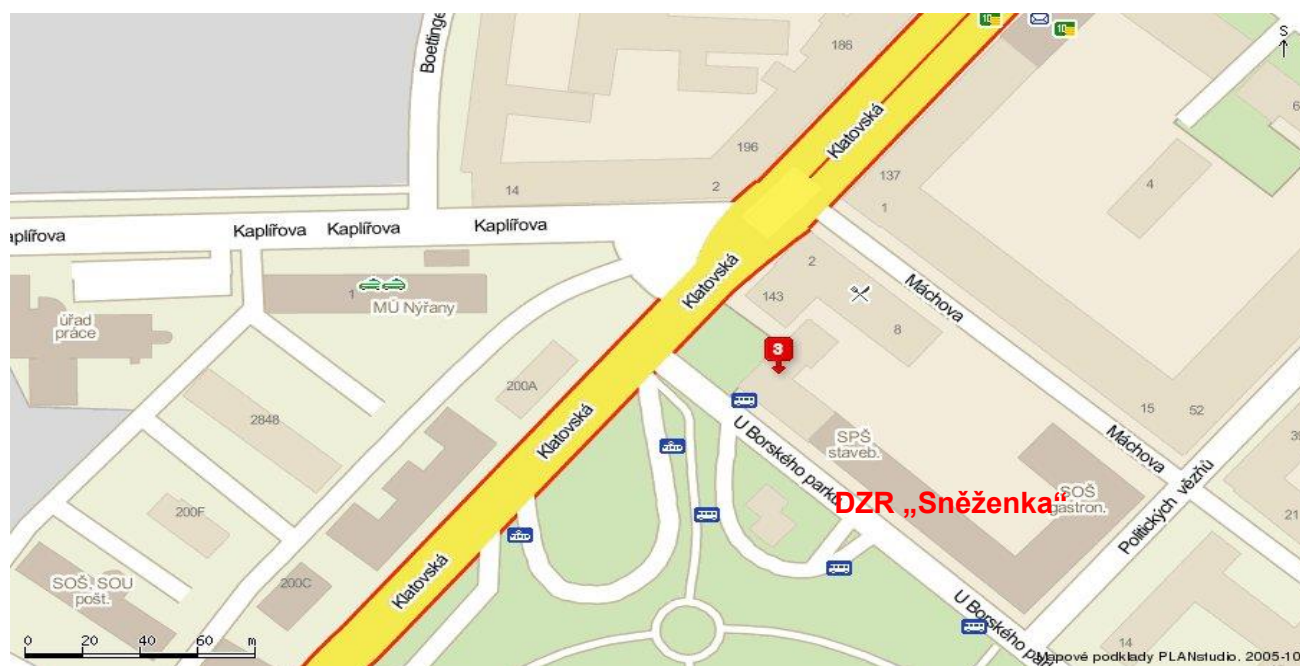 10
10
186
S
Boettinge
Klatovská
6
196
137
4
14
2
1
Kaplířova
Kaplířova
Kaplířova
aplířova
2
Klatovská
143
Máchova
1
MÚ Nýřany
úřad
práce
8
3
200A
15
52
2848
Klatovská
SPŠ
staveb.
U Borského parku
Máchova
DZR „Sněženka“
SOŠ
gastron.
Politických vězňů
200F
21
SOŠ, SOU
pošt.
200C
Klatovská
U Borského par
14
0 20 40 60 m
Mapové podklady PLANstudio, 2005-10